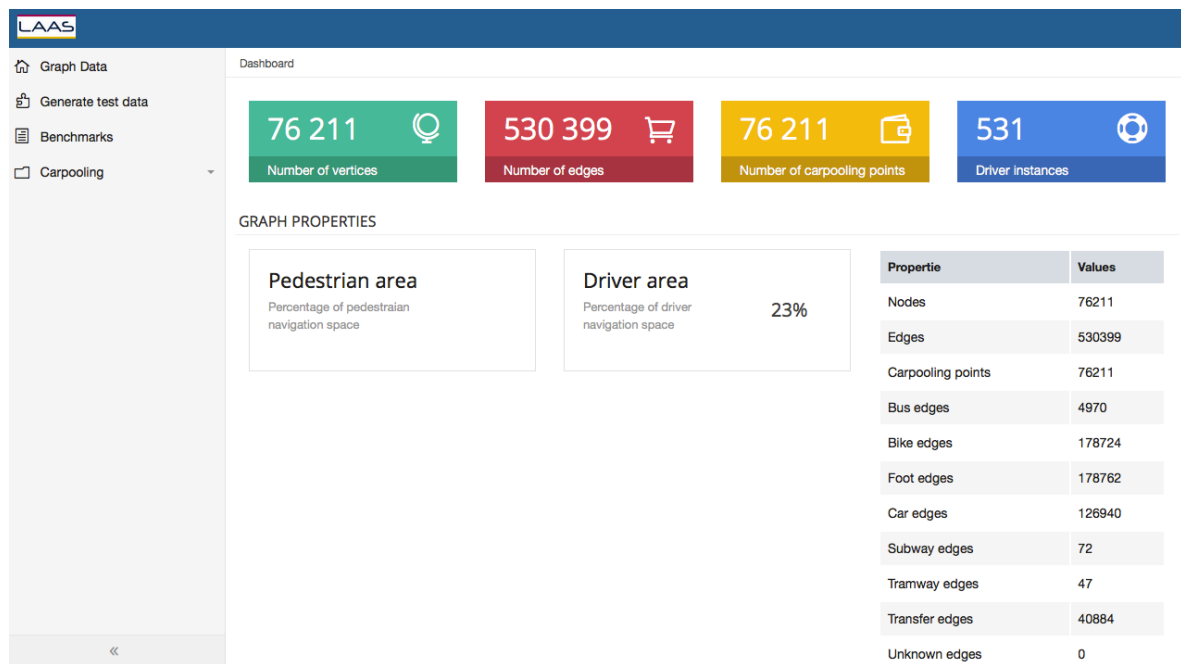 LAAS
Graph Data
Generate test data
Benchmarks
Carpooling
Dashboard
76 211
Number of vertices
530 399
Number of edges
76 211
Number of carpooling points
531
Driver instances
GRAPH PROPERTIES
Pedestrian area
Percentage of pedestraian
navigation space
Driver area
Percentage of driver
navigation space
23%
Propertie Values
Nodes 76211
Edges 530399
Carpooling points 76211
Bus edges 4970
Bike edges 178724
Foot edges 178762
Car edges 126940
Subway edges 72
Tramway edges 47
Transfer edges 40884
Unknown edges 0
«